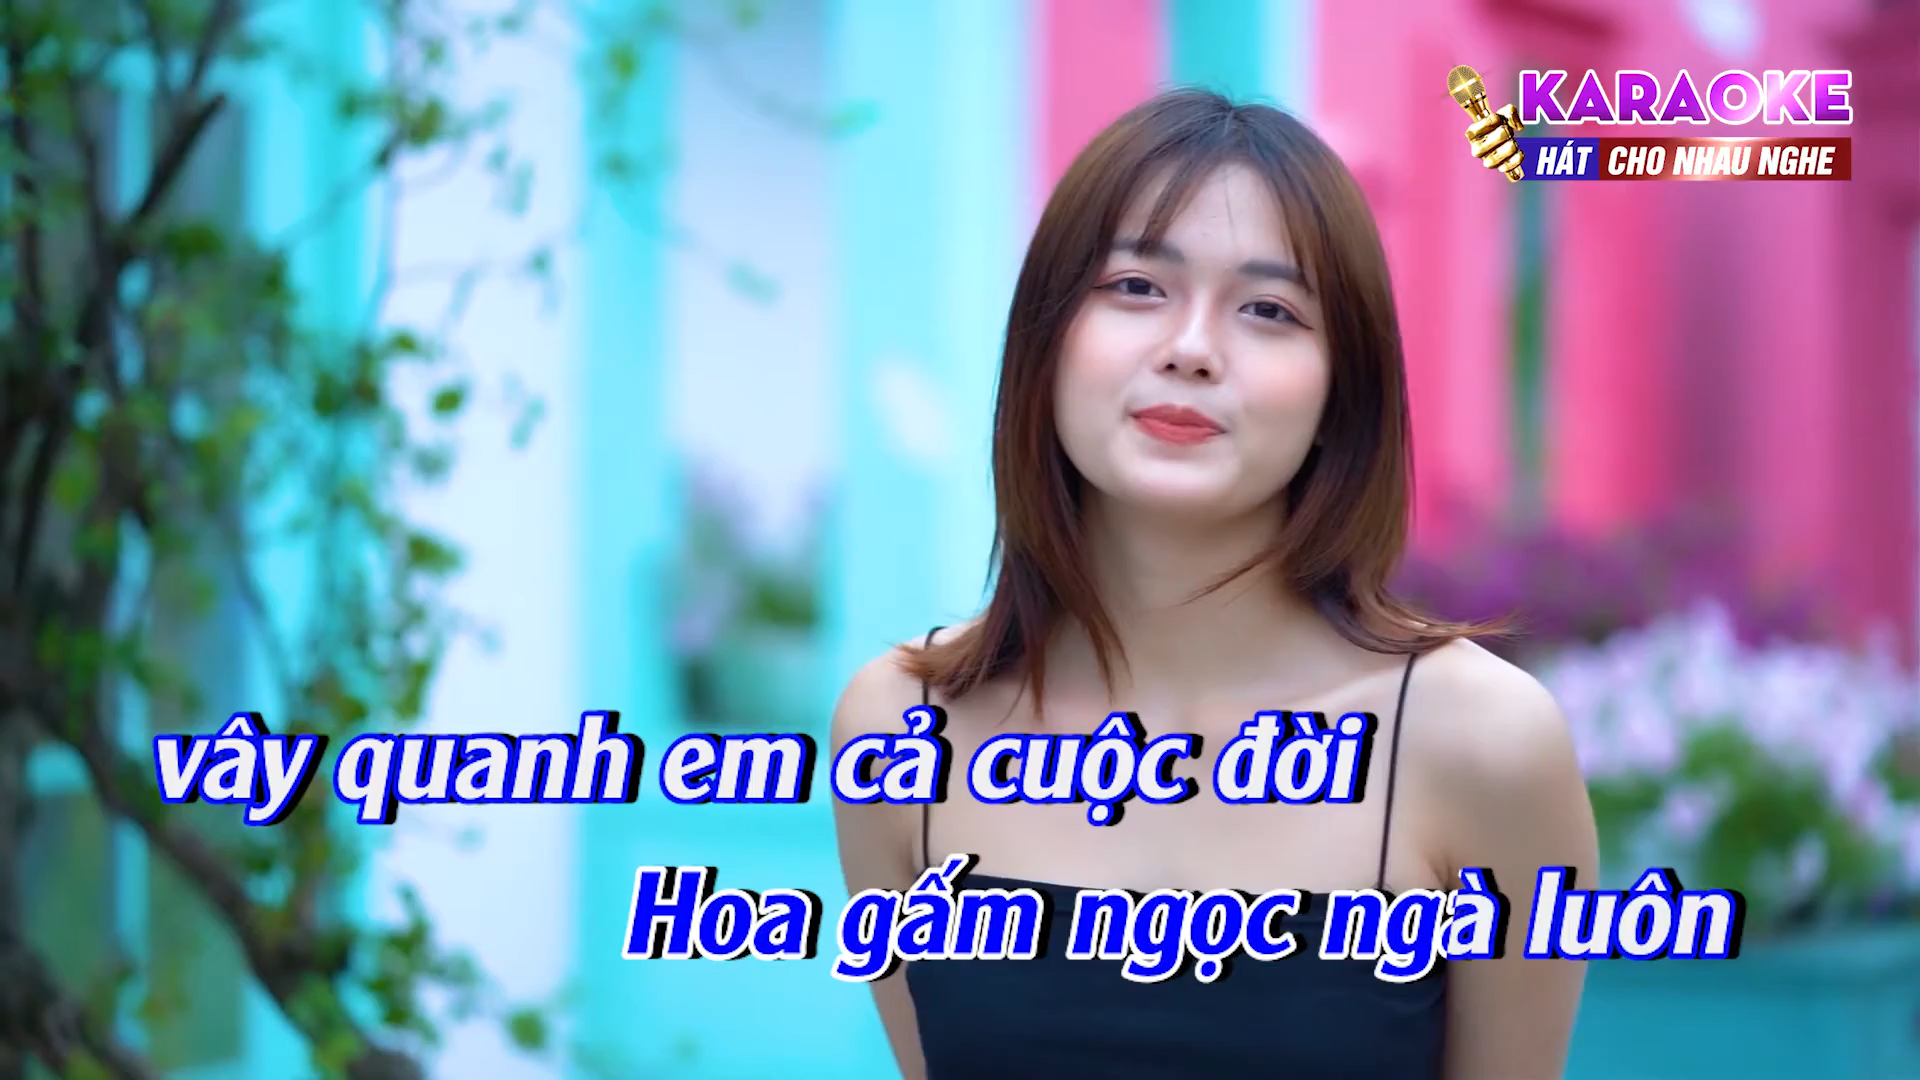 KARAOKE
HÁT CHO NHAU NGHE
vây quanh em cả cuộc đời
Hoa gấm ngọc ngà luôn